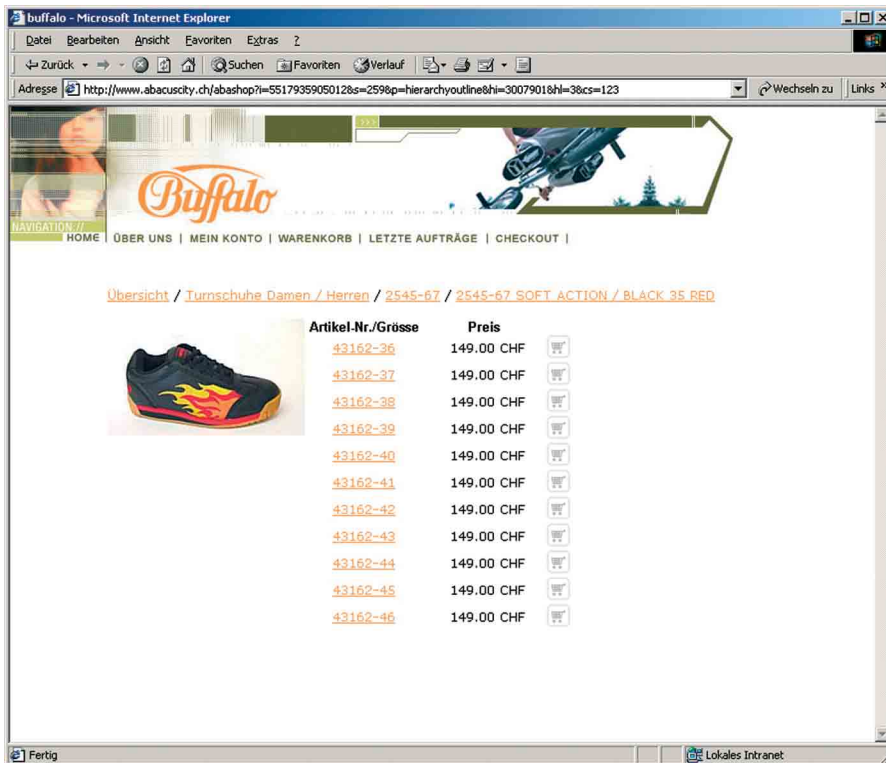 buffalo - Microsoft Internet Explorer
Datei Bearbeiten Ansicht Favoriten Extras ?
Zurück Suchen Favoriten Verlauf
Adresse http://www.abacuscity.ch/abashop?i=5517935905012&s=259&p=hierarchyoutline&hi=3007901&hl=3&cs=123 Wechseln zu Links »
>>>
Buffalo
NAVIGATION://
HOME | ÜBER UNS | MEIN KONTO | WARENKORB | LETZTE AUFTRÄGE | CHECKOUT |
Übersicht / Turnschuhe Damen / Herren / 2545-67 / 2545-67 SOFT ACTION / BLACK 35 RED
Artikel-Nr./Grösse Preis
43162-36 149.00 CHF
43162-37 149.00 CHF
43162-38 149.00 CHF
43162-39 149.00 CHF
43162-40 149.00 CHF
43162-41 149.00 CHF
43162-42 149.00 CHF
43162-43 149.00 CHF
43162-44 149.00 CHF
43162-45 149.00 CHF
43162-46 149.00 CHF
Fertig Lokales Intranet